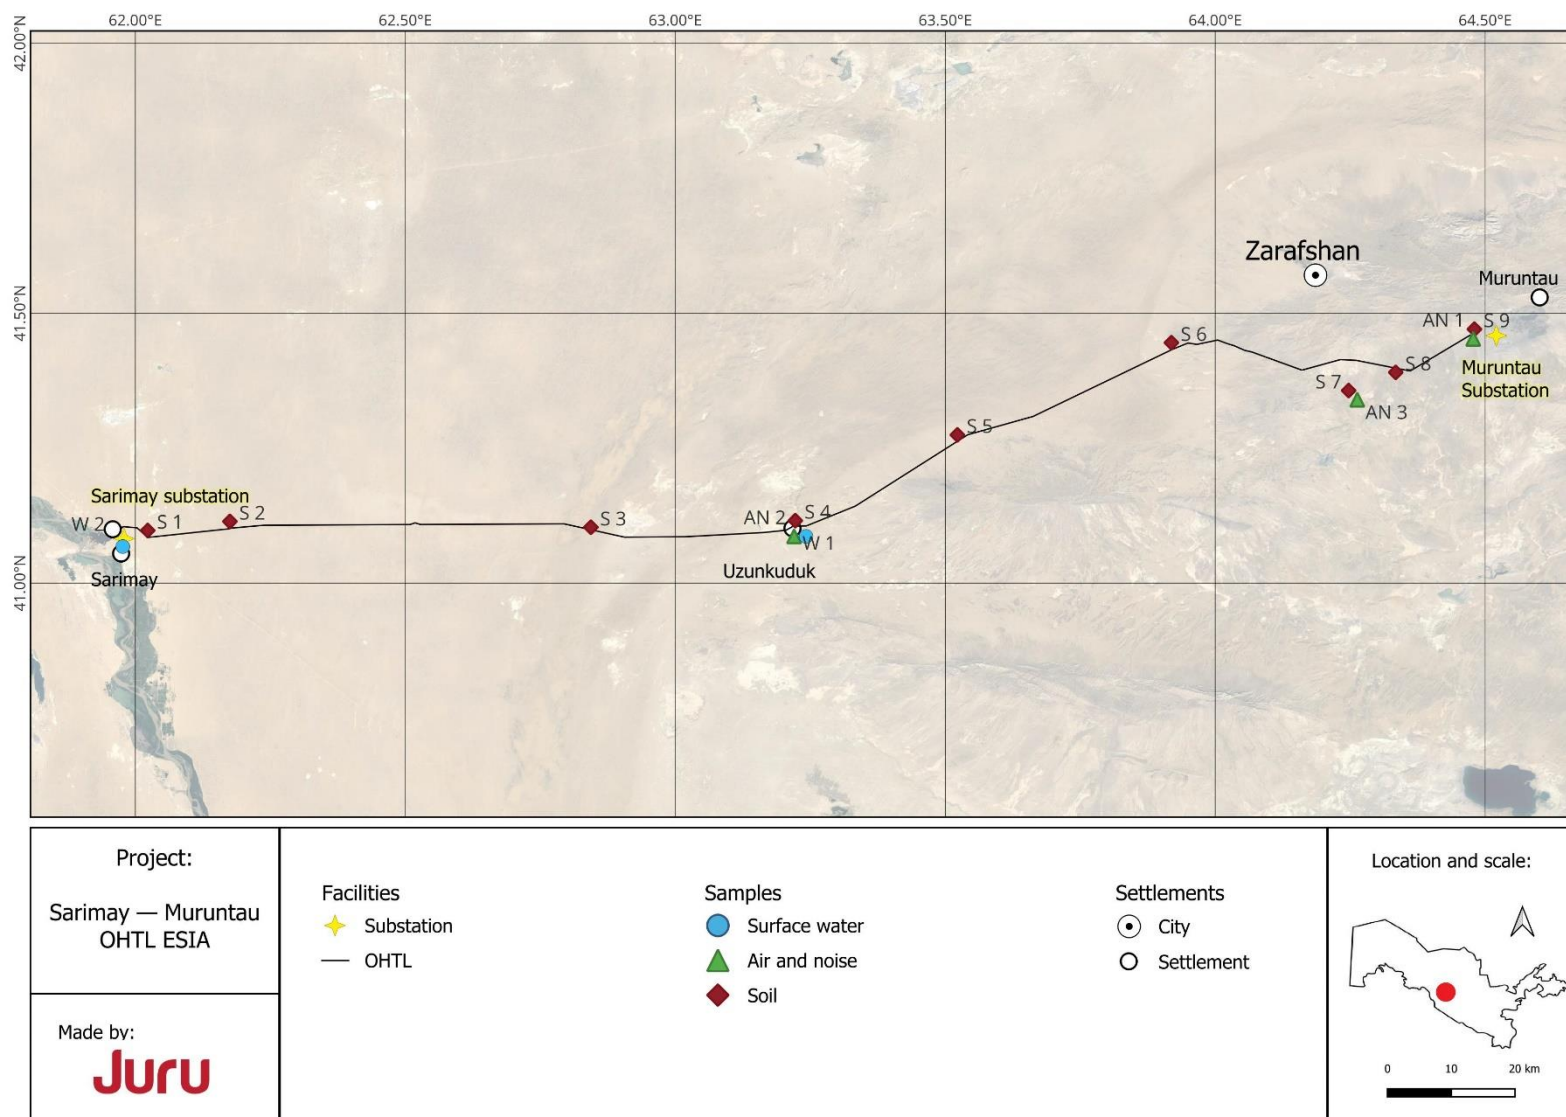 62.00°E 62.50°E 63.00°E 63.50°E 64.00°E 64.50°E
42.00°N
41.50°N
41.00°N
Zarafshan
Muruntau
AN 1 S 9
S 6
Muruntau
Substation
S 8
S 7
AN 3
S 5
Sarimay substation
W 2 S 1 S 2
S 3
AN 2 S 4
W 1
Sarimay
Uzunkuduk
Project:
Sarimay — Muruntau
OHTL ESIA
Made by:
Juru
Facilities
Substation
OHTL
Samples
Surface water
Air and noise
Soil
Settlements
City
Settlement
Location and scale:
0 10 20 km